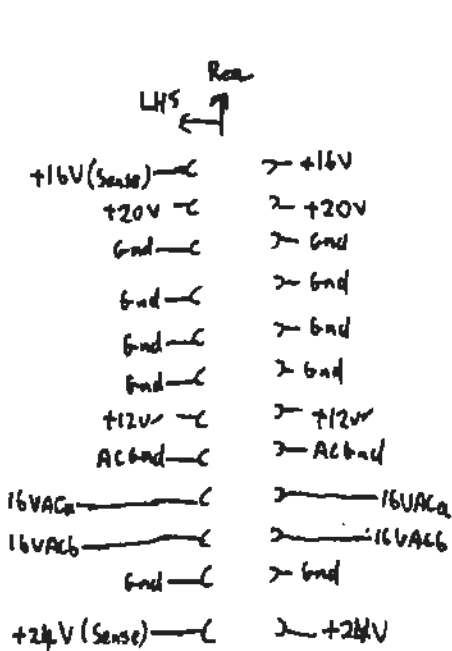 Rear
LHS
+16V (Sense) +16V
+20V +20V
Gnd Gnd
Gnd Gnd
Gnd Gnd
Gnd Gnd
+12V +12V
ACGnd ACGnd
16VACa 16VACa
16VACb 16VACb
Gnd Gnd
+24V (Sense) +24V